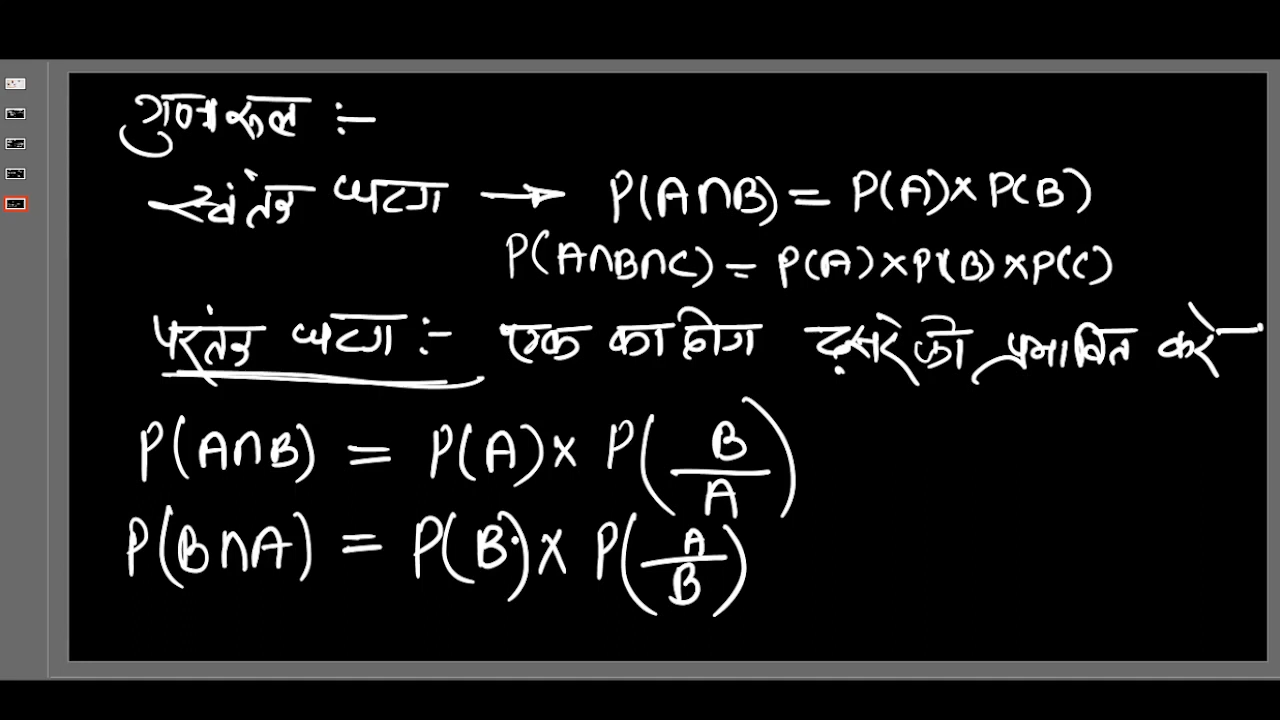 गुणनफल :-
स्वतंत्र घटना → P(A∩B) = P(A)×P(B)
P(A∩B∩C) = P(A)×P(B)×P(C)
परतंत्र घटना :- एक का होना दूसरे को प्रभावित करे
P(A∩B) = P(A)×P(B/A)
P(B∩A) = P(B)×P(A/B)